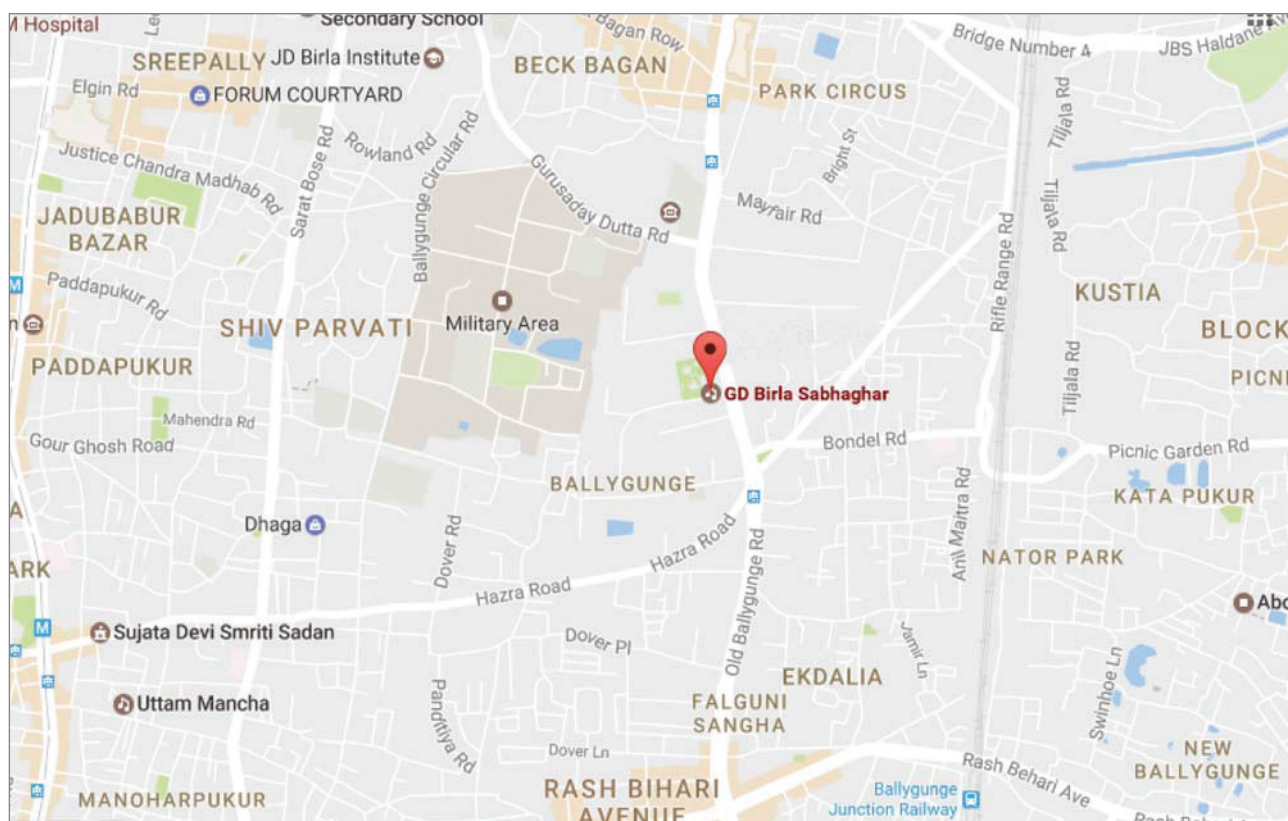 M Hospital
Secondary School
JD Birla Institute
SREEPALLY
Elgin Rd
FORUM COURTYARD
BECK BAGAN
Bagan Row
PARK CIRCUS
Bridge Number 4
JBS Haldane
Tiljala Rd
Rowland Rd
Justice Chandra Madhab Rd
Sarat Bose Rd
Ballygunge Circular Rd
Gurusaday Dutta Rd
Bright St
Mayfair Rd
Tiljala Rd
JADUBABUR
BAZAR
Paddapukur Rd
SHIV PARVATI
Military Area
Rifle Range Rd
KUSTIA
BLOCK
PICNI
PADDAPUKUR
Tiljala Rd
GD Birla Sabhaghar
Mahendra Rd
Gour Ghosh Road
Bondel Rd
Picnic Garden Rd
BALLYGUNGE
KATA PUKUR
A
Dhaga
Dover Rd
Hazra Road
Old Ballygunge Rd
Anil Maitra Rd
NATOR PARK
ARK
M
Hazra Road
Abo
Sujata Devi Smriti Sadan
Dover Pl
Jamir Ln
EKDALIA
Swinhoe Ln
Uttam Mancha
Panditiya Rd
FALGUNI
SANGHA
Dover Ln
NEW
BALLYGUNGE
Rash Behari Ave
RASH BIHARI
AVENUE
Ballygunge
Junction Railway
MANOHARPUKUR